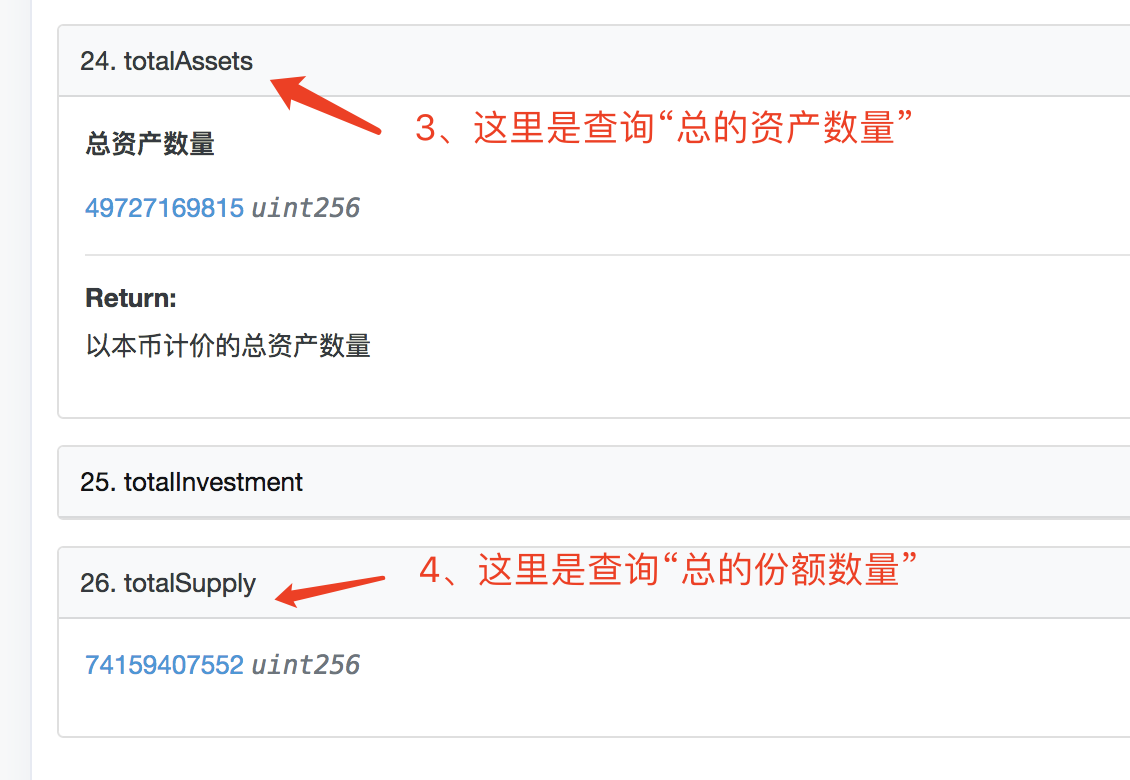 24. totalAssets
3、这里是查询“总的资产数量”
总资产数量
49727169815 uint256
Return:
以本币计价的总资产数量
25. totalInvestment
4、这里是查询“总的份额数量”
26. totalSupply
74159407552 uint256